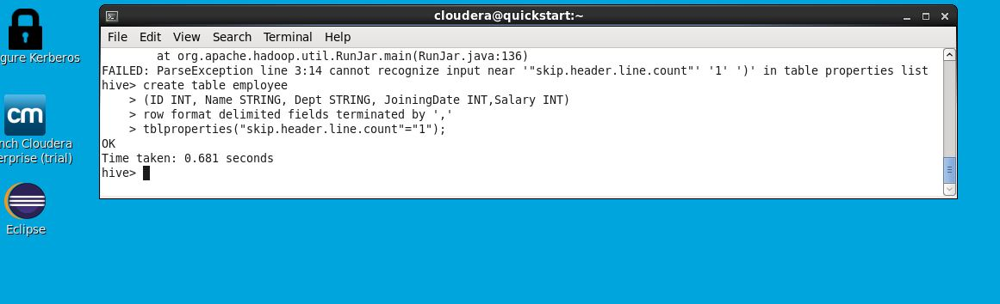 cloudera@quickstart:~
File Edit View Search Terminal Help
at org.apache.hadoop.util.RunJar.main(RunJar.java:136)
FAILED: ParseException line 3:14 cannot recognize input near '"skip.header.line.count"' '1' ')' in table properties list
hive> create table employee
> (ID INT, Name STRING, Dept STRING, JoiningDate INT,Salary INT)
> row format delimited fields terminated by ','
> tblproperties("skip.header.line.count"="1");
OK
Time taken: 0.681 seconds
hive>
gure Kerberos
cm
nch Cloudera
erprise (trial)
Eclipse